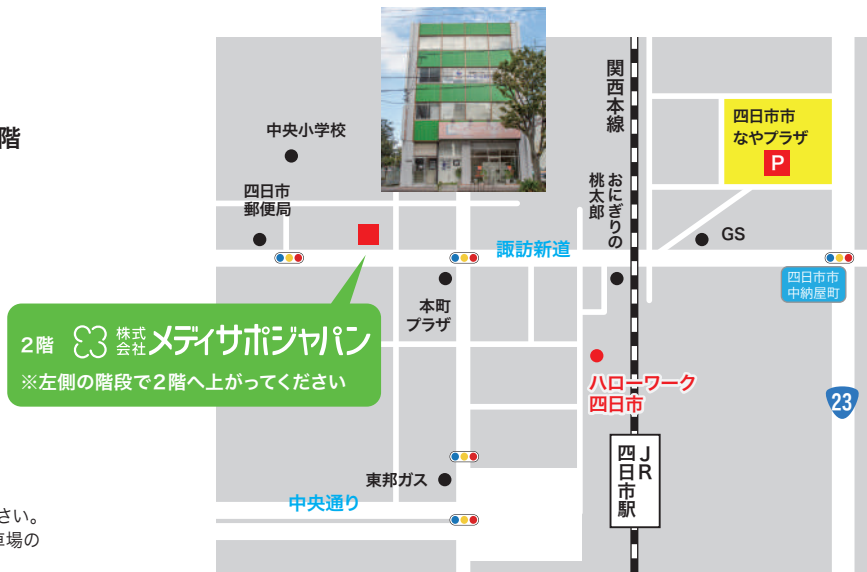 階
中央小学校
四日市
郵便局
関西本線
おにぎりの
桃太郎
四日市市
なやプラザ
P
GS
諏訪新道
四日市市
中納屋町
本町
プラザ
2階 株式会社 メディサポジャパン
※左側の階段で2階へ上がってください
ハローワーク
四日市
23
JR
四日市駅
東邦ガス
中央通り
さい。
車場の